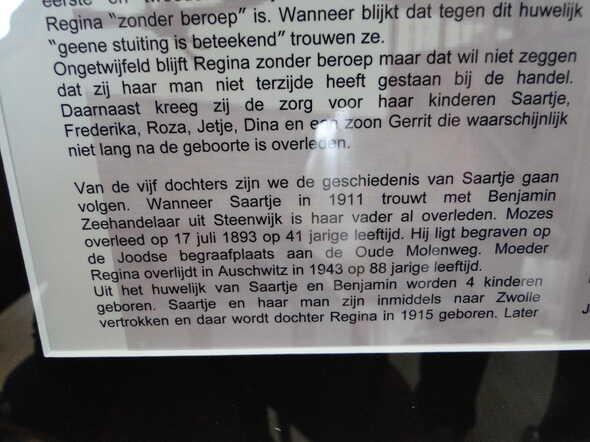 Regina “zonder beroep” is. Wanneer blijkt dat tegen dit huwelijk
“geene stuiting is beteekend” trouwen ze.
Ongetwijfeld blijft Regina zonder beroep maar dat wil niet zeggen
dat zij haar man niet terzijde heeft gestaan bij de handel.
Daarnaast kreeg zij de zorg voor haar kinderen Saartje,
Frederika, Roza, Jetje, Dina en een zoon Gerrit die waarschijnlijk
niet lang na de geboorte is overleden.
Van de vijf dochters zijn we de geschiedenis van Saartje gaan
volgen. Wanneer Saartje in 1911 trouwt met Benjamin
Zeehandelaar uit Steenwijk is haar vader al overleden. Mozes
overleed op 17 juli 1893 op 41 jarige leeftijd. Hij ligt begraven op
de Joodse begraafplaats aan de Oude Molenweg. Moeder
Regina overlijdt in Auschwitz in 1943 op 88 jarige leeftijd.
Uit het huwelijk van Saartje en Benjamin worden 4 kinderen
geboren. Saartje en haar man zijn inmiddels naar Zwolle
vertrokken en daar wordt dochter Regina in 1915 geboren. Later